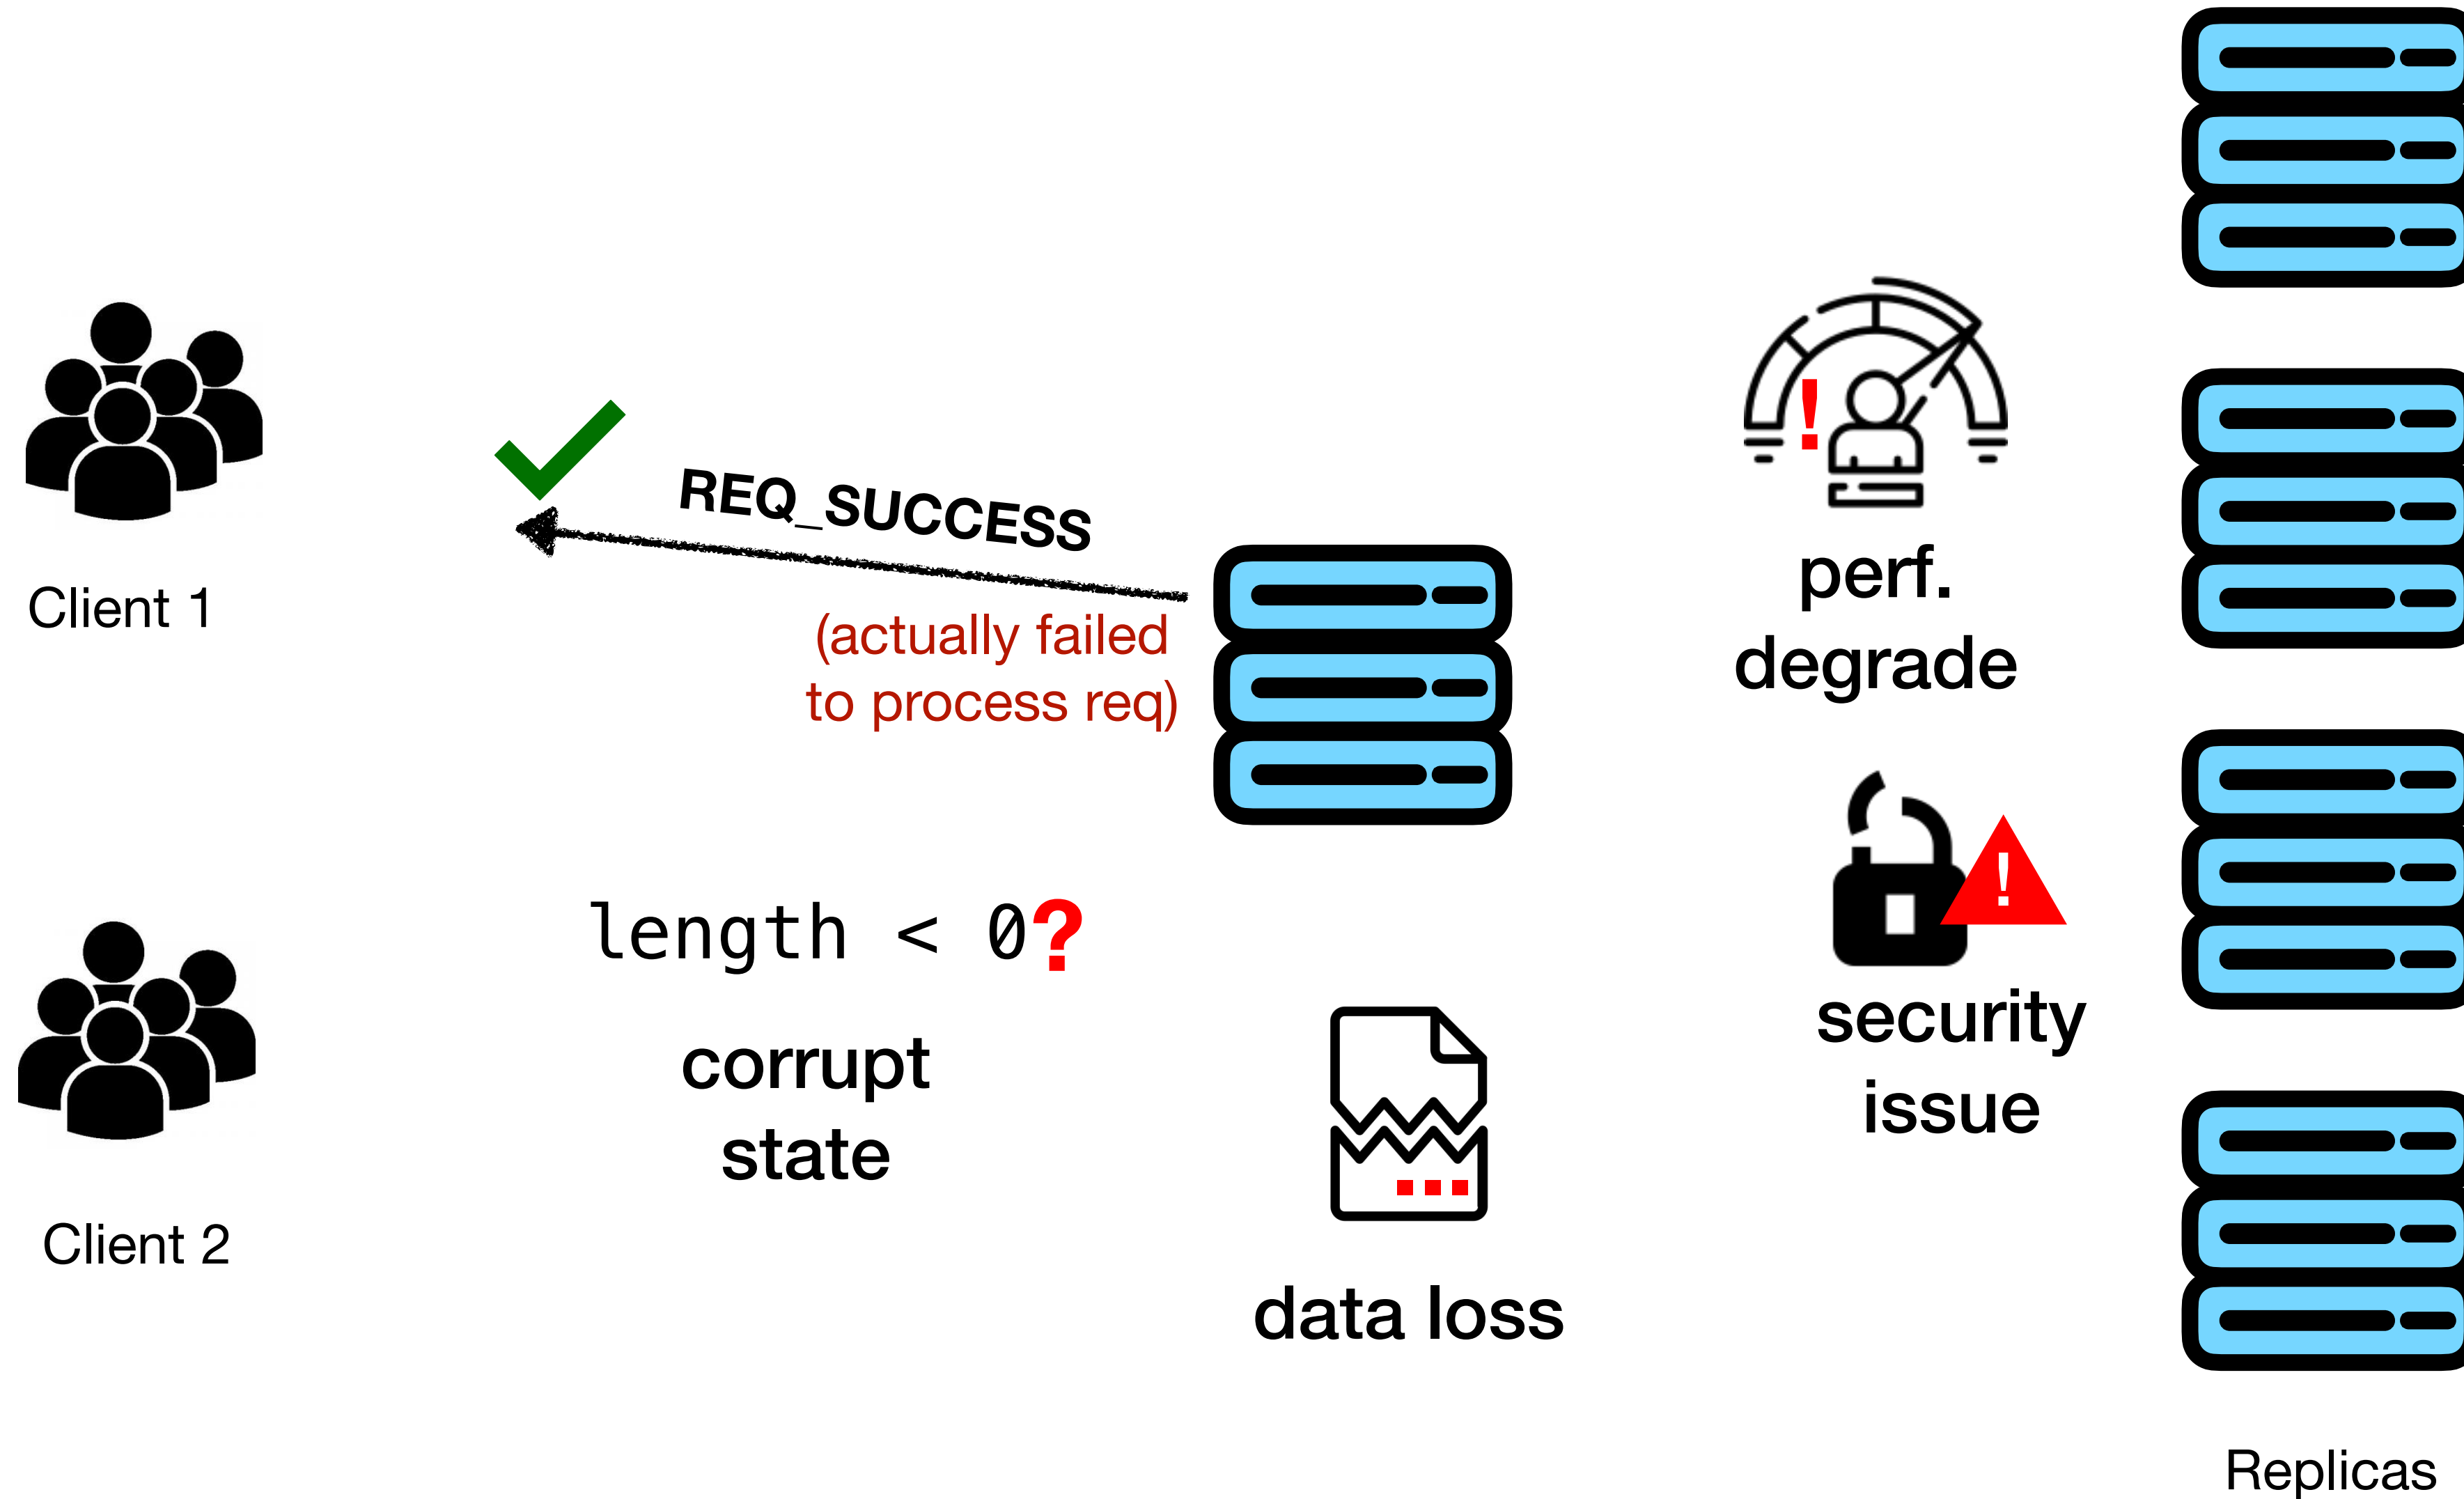 Client 1
REQ_SUCCESS
(actually failed
to process req)
perf.
degrade
length < 0?
corrupt
state
data loss
!
security
issue
Client 2
Replicas